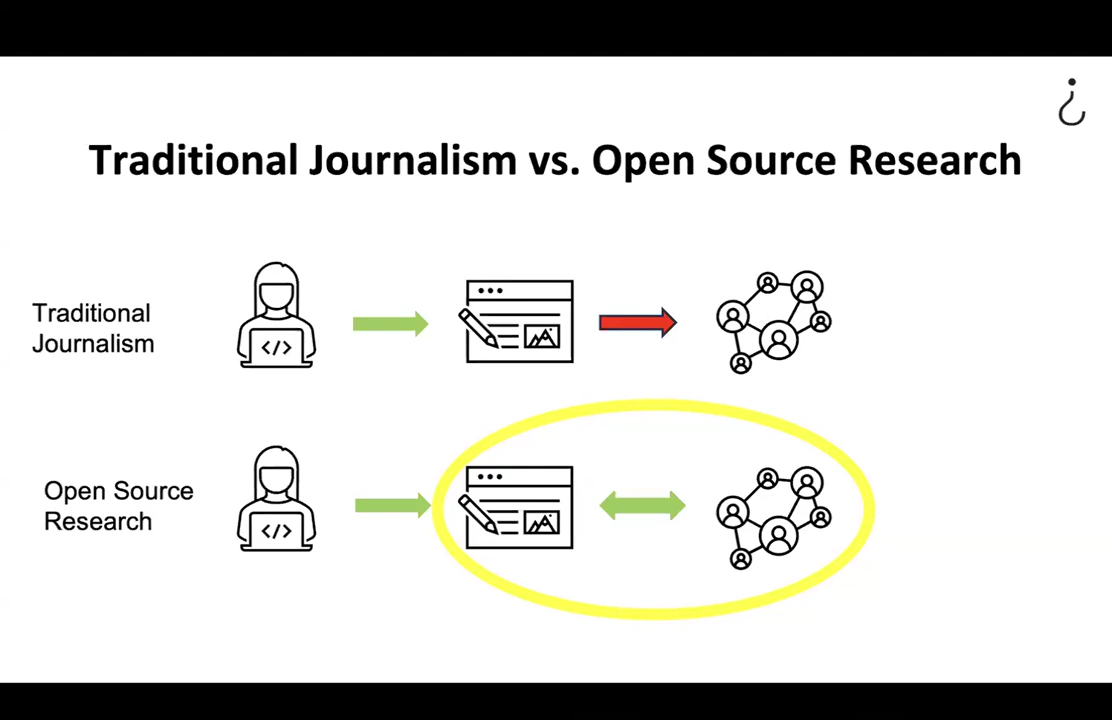 Traditional Journalism vs. Open Source Research
Traditional
Journalism
</>
Open Source
Research
</>